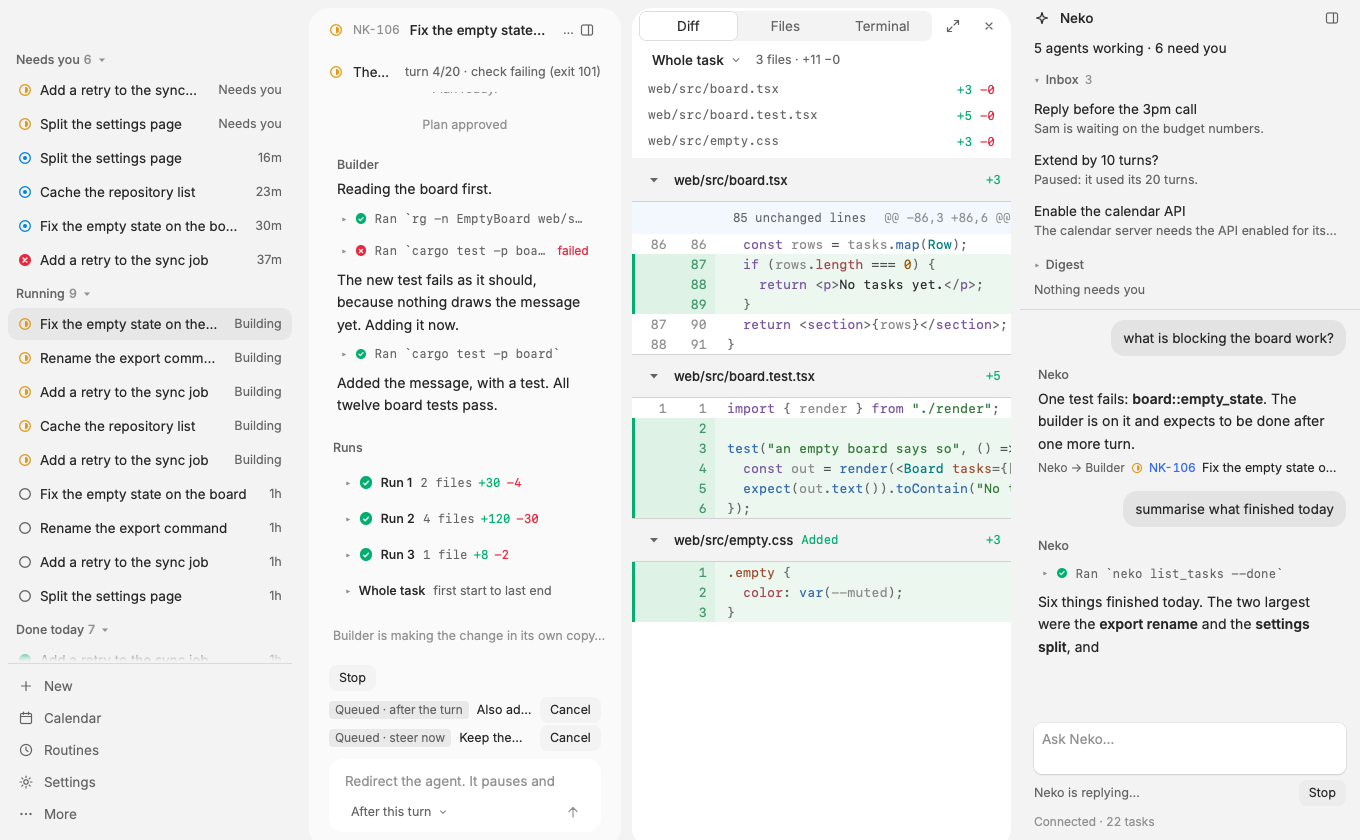 Needs you 6
Add a retry to the sync... Needs you
Split the settings page Needs you
Split the settings page 16m
Cache the repository list 23m
Fix the empty state on the bo... 30m
Add a retry to the sync job 37m
Running 9
Fix the empty state on the... Building
Rename the export comm... Building
Add a retry to the sync job Building
Cache the repository list Building
Add a retry to the sync job Building
Fix the empty state on the board 1h
Rename the export command 1h
Add a retry to the sync job 1h
Split the settings page 1h
Done today 7
Add a retry to the sync job 1h
New
Calendar
Routines
Settings
More
NK-106 Fix the empty state... ...
The... turn 4/20 · check failing (exit 101)
Plan ready.
Plan approved
Builder
Reading the board first.
Ran `rg -n EmptyBoard web/s...
Ran `cargo test -p boa... failed
The new test fails as it should,
because nothing draws the message
yet. Adding it now.
Ran `cargo test -p board`
Added the message, with a test. All
twelve board tests pass.
Runs
Run 1 2 files +30 −4
Run 2 4 files +120 −30
Run 3 1 file +8 −2
Whole task first start to last end
Builder is making the change in its own copy...
Stop
Queued · after the turn Also ad... Cancel
Queued · steer now Keep the... Cancel
Redirect the agent. It pauses and
After this turn
Diff Files Terminal
Whole task 3 files · +11 −0
web/src/board.tsx +3 −0
web/src/board.test.tsx +5 −0
web/src/empty.css +3 −0
web/src/board.tsx +3
85 unchanged lines @@ −86,3 +86,6 @@
86 86 const rows = tasks.map(Row);
87 if (rows.length === 0) {
88 return <p>No tasks yet.</p>;
89 }
87 90 return <section>{rows}</section>;
88 91 }
web/src/board.test.tsx +5
1 1 import { render } from "./render";
2
3 test("an empty board says so", () =>
4 const out = render(<Board tasks={[
5 expect(out.text()).toContain("No t
6 });
web/src/empty.css Added +3
1 .empty {
2 color: var(--muted);
3 }
Neko
5 agents working · 6 need you
Inbox 3
Reply before the 3pm call
Sam is waiting on the budget numbers.
Extend by 10 turns?
Paused: it used its 20 turns.
Enable the calendar API
The calendar server needs the API enabled for its...
Digest
Nothing needs you
what is blocking the board work?
Neko
One test fails: board::empty_state. The
builder is on it and expects to be done after
one more turn.
Neko → Builder NK-106 Fix the empty state o...
summarise what finished today
Neko
Ran `neko list_tasks --done`
Six things finished today. The two largest
were the export rename and the settings
split, and
Ask Neko...
Neko is replying... Stop
Connected · 22 tasks